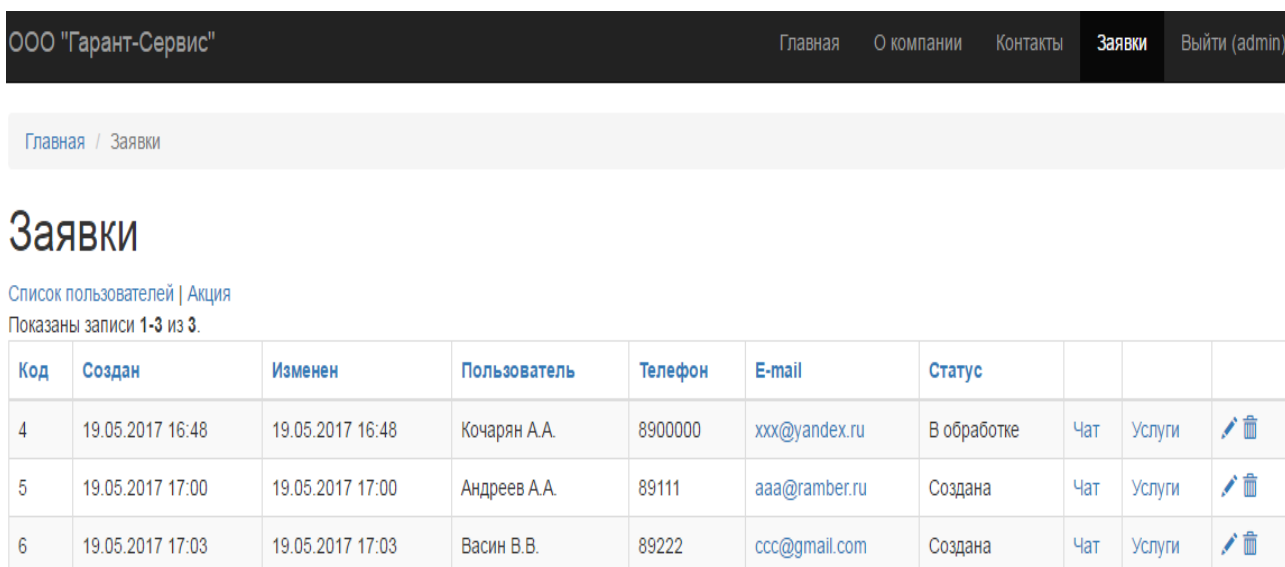 ООО "Гарант-Сервис" Главная О компании Контакты Заявки Выйти (admin)
Главная / Заявки
Заявки
Список пользователей | Акция
Показаны записи 1-3 из 3.
Код Создан Изменен Пользователь Телефон E-mail Статус
4 19.05.2017 16:48 19.05.2017 16:48 Кочарян А.А. 8900000 xxx@yandex.ru В обработке Чат Услуги
5 19.05.2017 17:00 19.05.2017 17:00 Андреев А.А. 89111 aaa@ramber.ru Создана Чат Услуги
6 19.05.2017 17:03 19.05.2017 17:03 Васин В.В. 89222 ccc@gmail.com Создана Чат Услуги